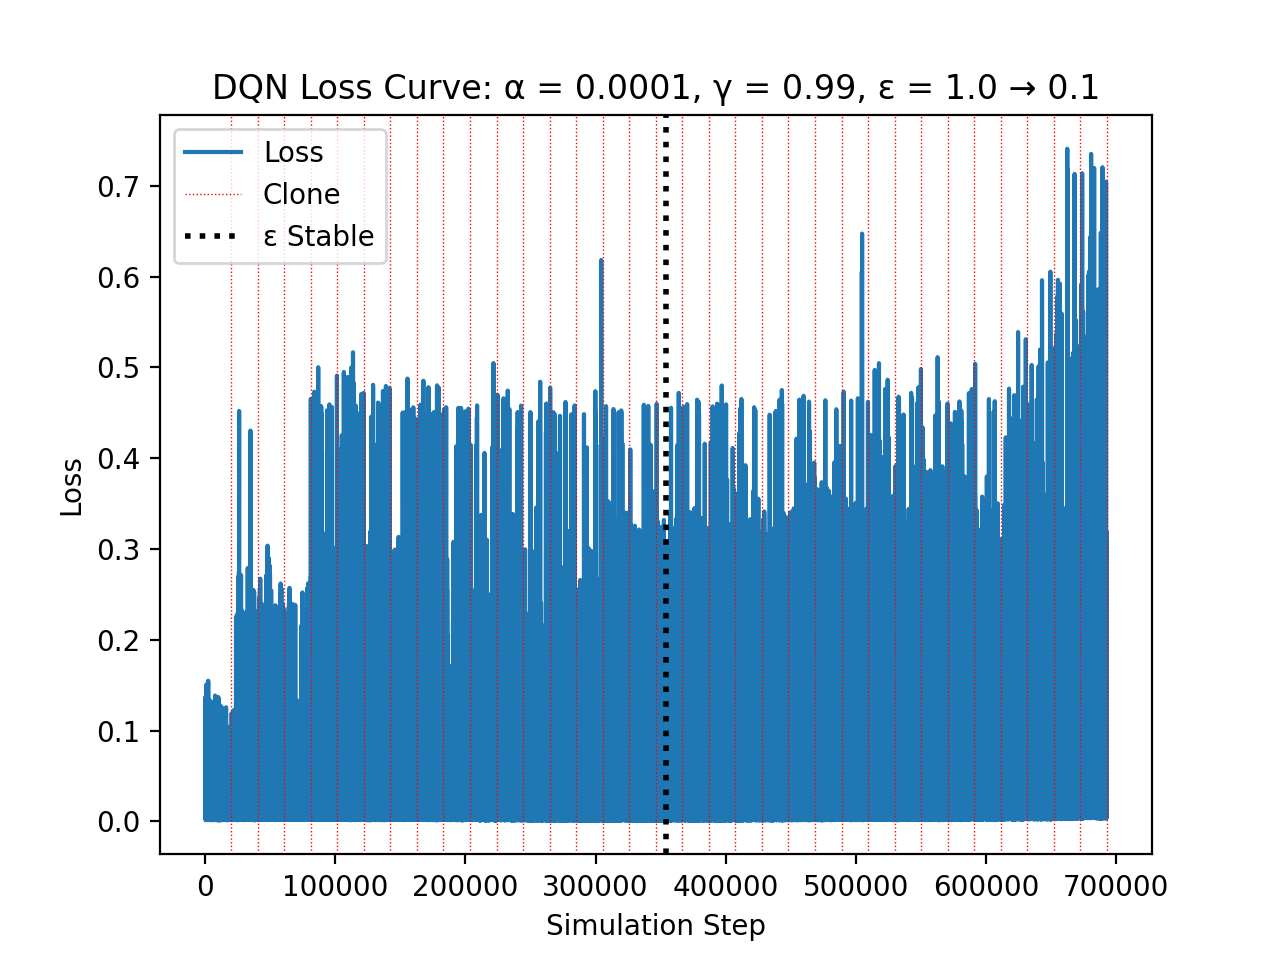 DQN Loss Curve: α = 0.0001, γ = 0.99, ε = 1.0 → 0.1
Loss
Clone
ε Stable
0.7
0.6
0.5
0.4
0.3
0.2
0.1
0.0
Loss
0 100000 200000 300000 400000 500000 600000 700000
Simulation Step